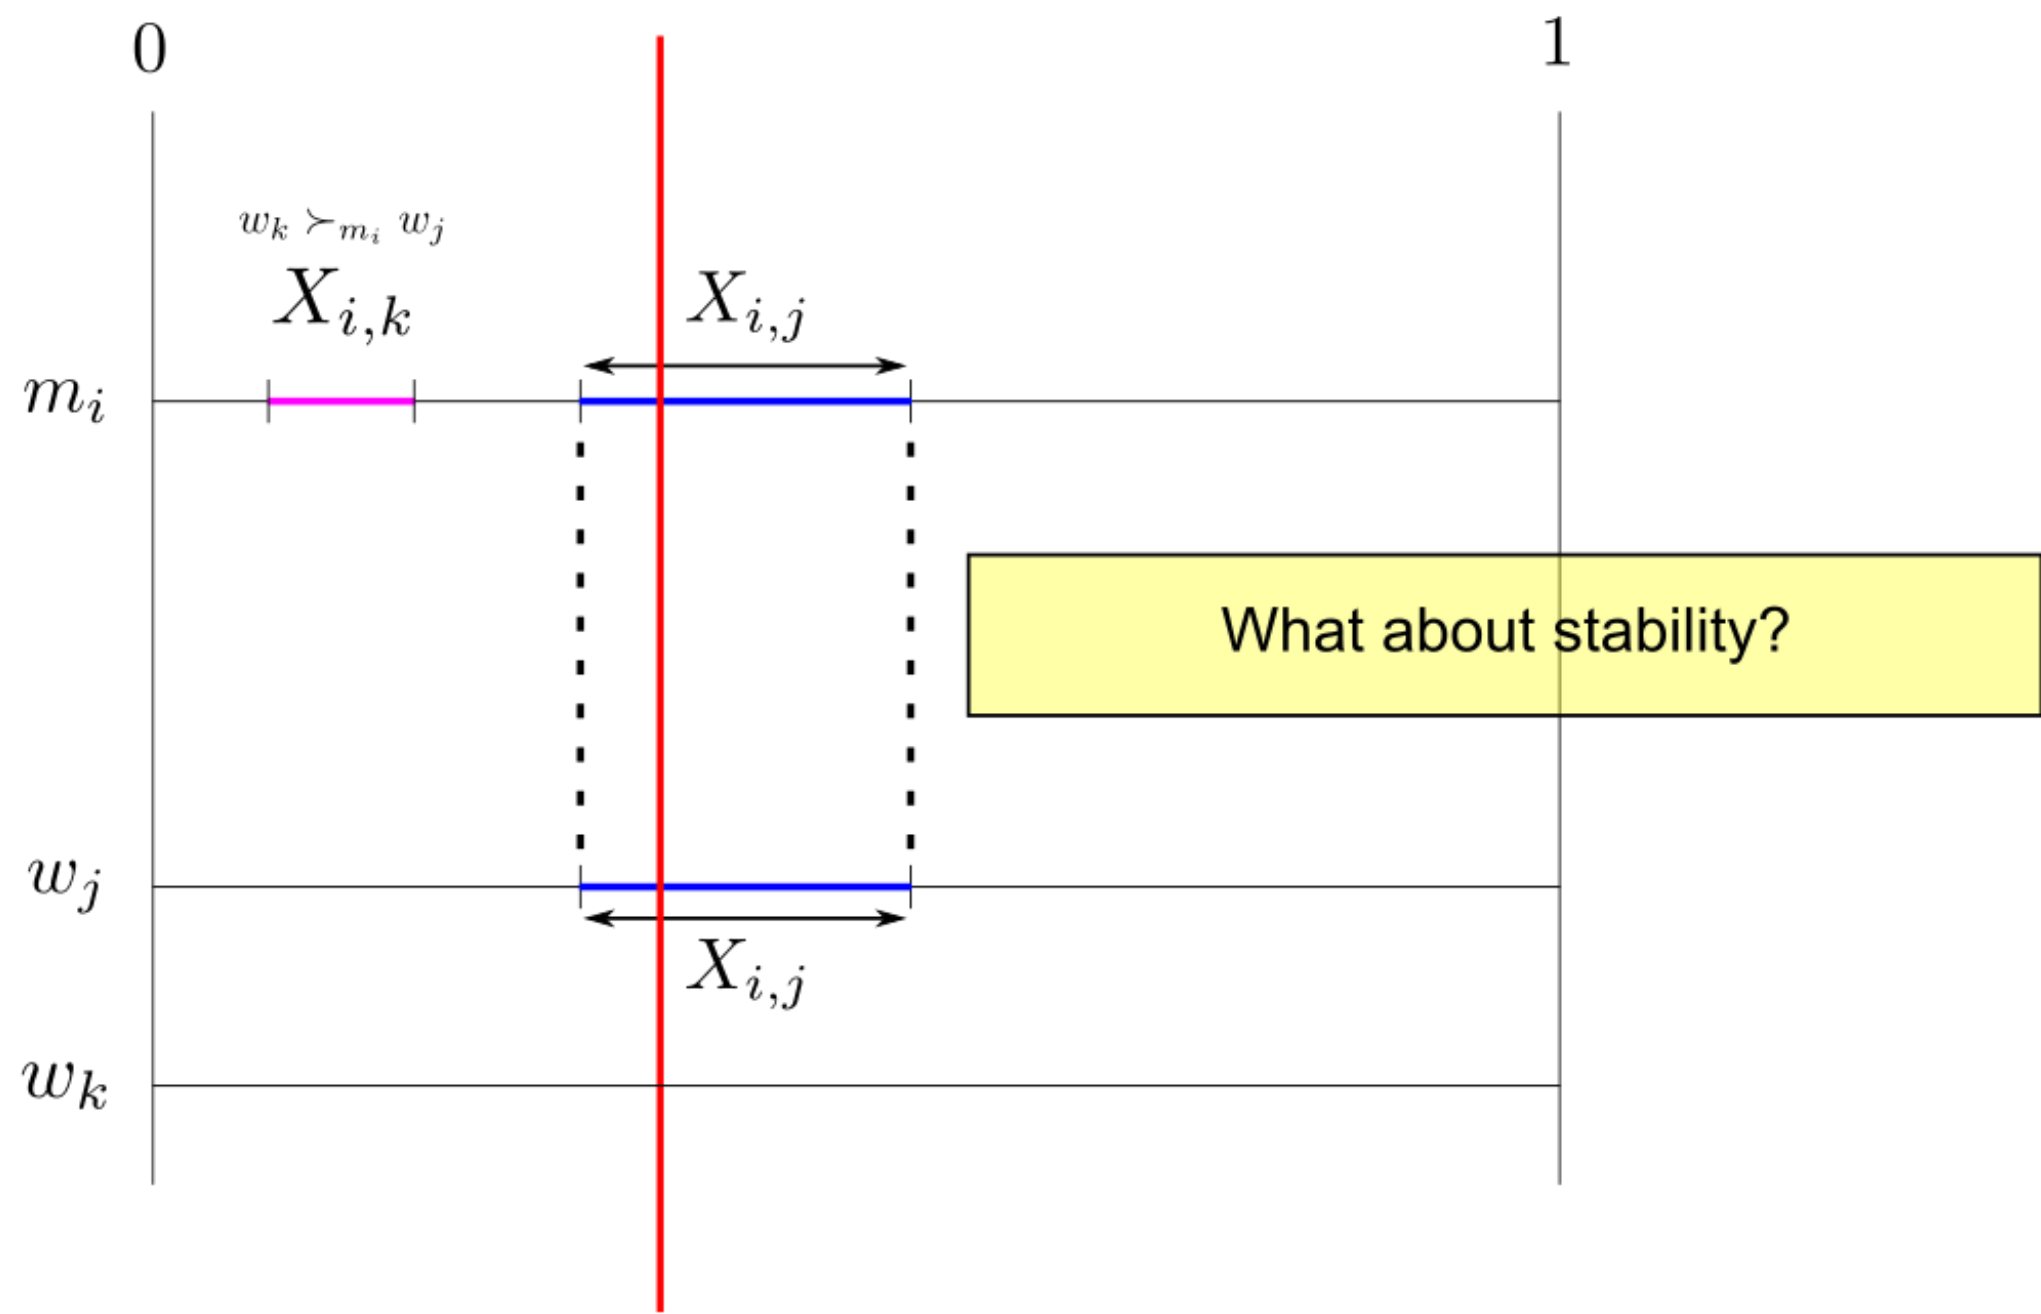 0
1
w_k ≻_{m_i} w_j
X_{i,k}
X_{i,j}
m_i
What about stability?
w_j
X_{i,j}
w_k